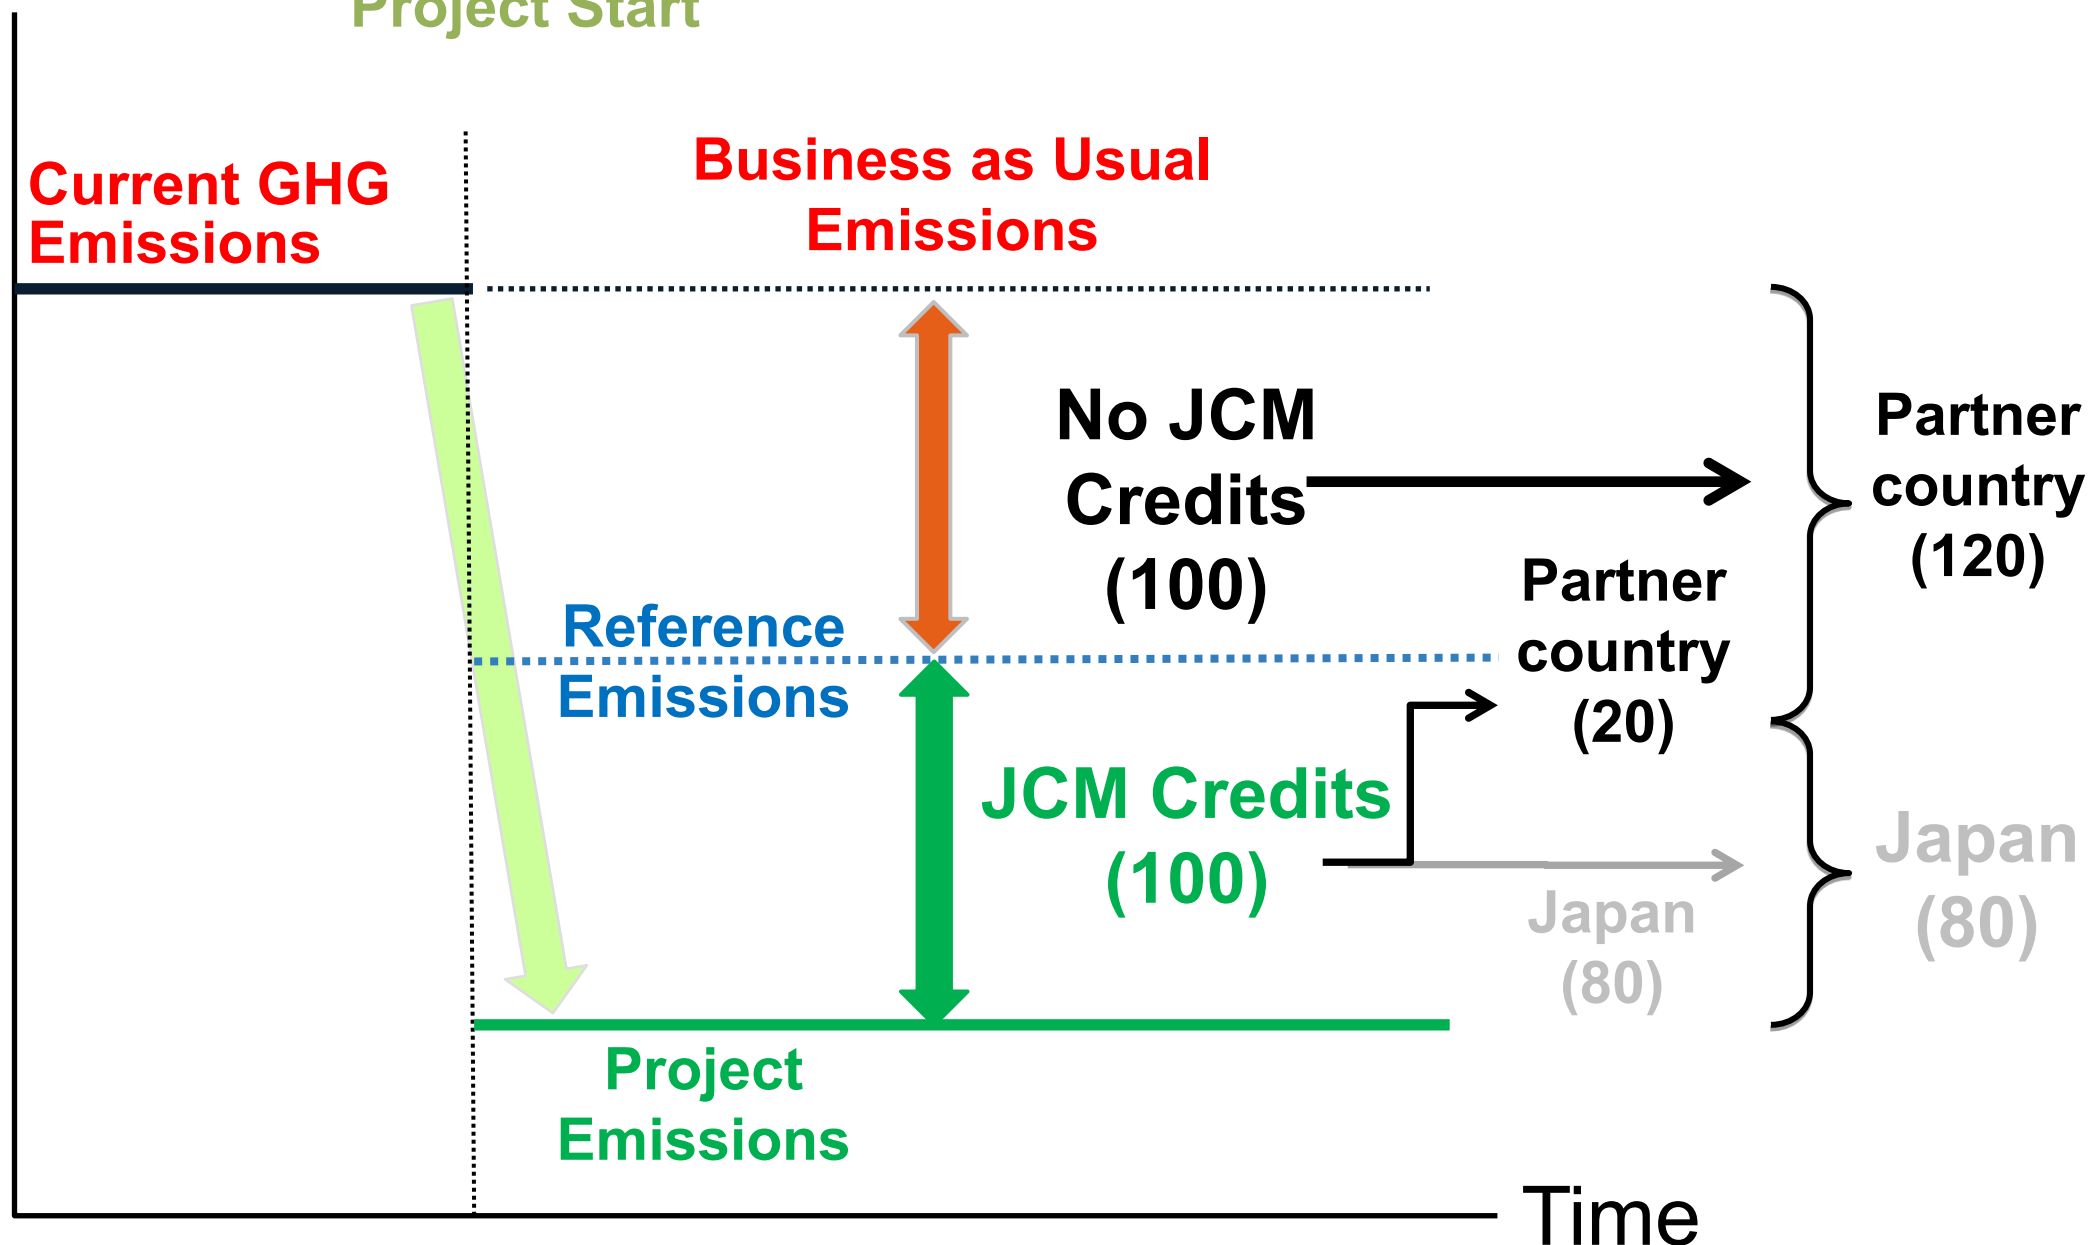 Project Start
Current GHG
Emissions
Business as Usual
Emissions
No JCM
Credits
(100)
Partner
country
(120)
Partner
country
(20)
Reference
Emissions
JCM Credits
(100)
Japan
(80)
Japan
(80)
Project
Emissions
Time